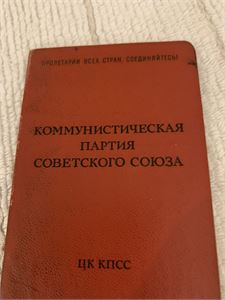 ПРОЛЕТАРИИ ВСЕХ СТРАН, СОЕДИНЯЙТЕСЬ!
КОММУНИСТИЧЕСКАЯ
ПАРТИЯ
СОВЕТСКОГО СОЮЗА
ЦК КПСС